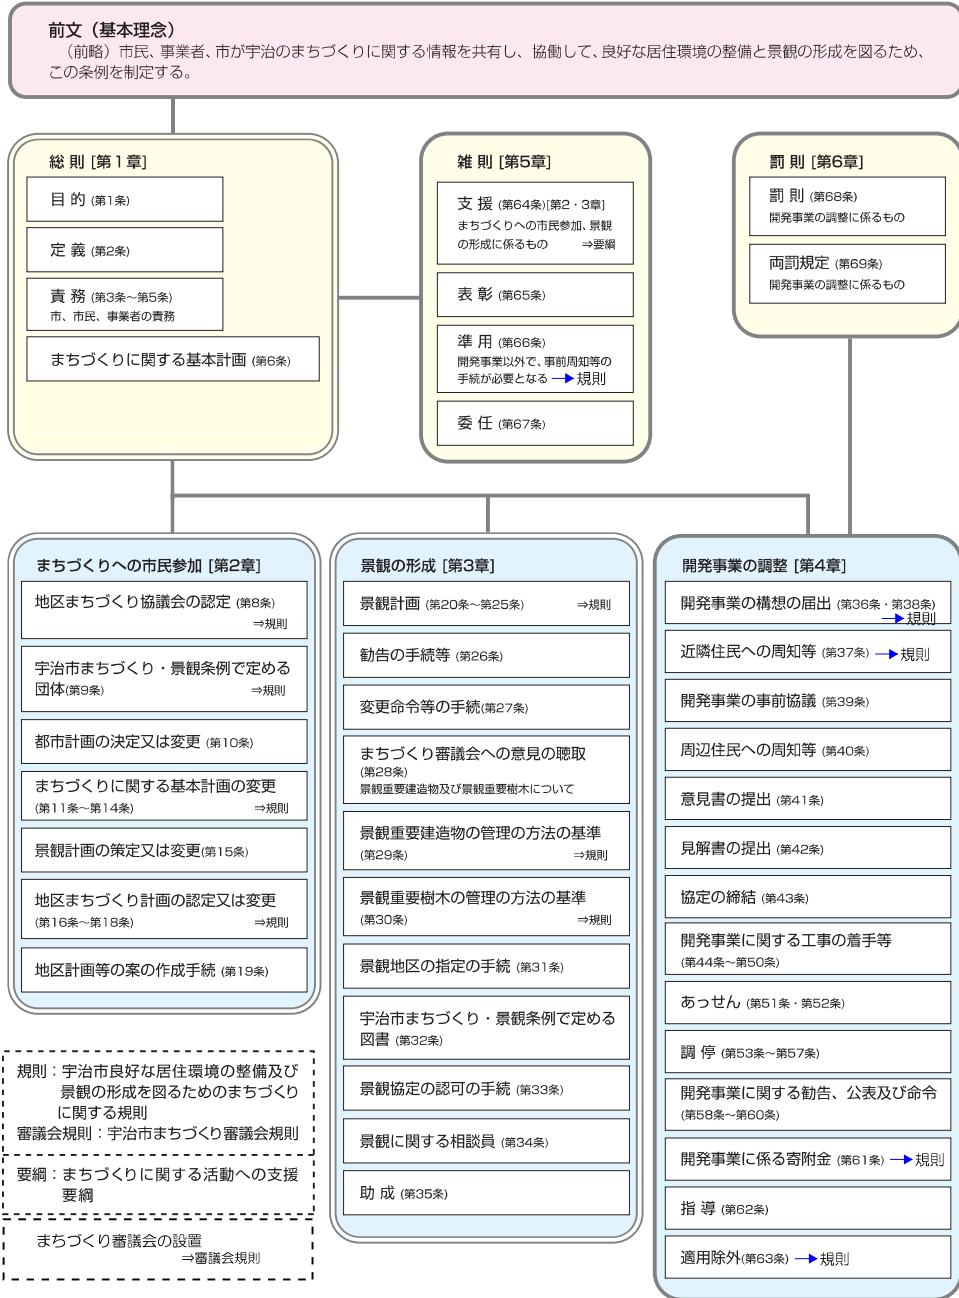 前文（基本理念）
（前略）市民、事業者、市が宇治のまちづくりに関する情報を共有し、協働して、良好な居住環境の整備と景観の形成を図るため、
この条例を制定する。
総 則 [第１章]
目 的 (第1条)
定 義 (第2条)
責 務 (第3条〜第5条)
市、市民、事業者の責務
まちづくりに関する基本計画 (第6条)
雑 則 [第5章]
支 援 (第64条)[第2・3章]
まちづくりへの市民参加、景観
の形成に係るもの ⇒要綱
表 彰 (第65条)
準 用 (第66条)
開発事業以外で、事前周知等の
手続が必要となる → 規則
委 任 (第67条)
罰 則 [第6章]
罰 則 (第68条)
開発事業の調整に係るもの
両罰規定 (第69条)
開発事業の調整に係るもの
まちづくりへの市民参加 [第2章]
地区まちづくり協議会の認定 (第8条)
⇒規則
宇治市まちづくり・景観条例で定める
団体(第9条) ⇒規則
都市計画の決定又は変更 (第10条)
まちづくりに関する基本計画の変更
(第11条〜第14条) ⇒規則
景観計画の策定又は変更(第15条)
地区まちづくり計画の認定又は変更
(第16条〜第18条) ⇒規則
地区計画等の案の作成手続 (第19条)
景観の形成 [第3章]
景観計画 (第20条〜第25条) ⇒規則
勧告の手続等 (第26条)
変更命令等の手続(第27条)
まちづくり審議会への意見の聴取
(第28条)
景観重要建造物及び景観重要樹木について
景観重要建造物の管理の方法の基準
(第29条) ⇒規則
景観重要樹木の管理の方法の基準
(第30条) ⇒規則
景観地区の指定の手続 (第31条)
宇治市まちづくり・景観条例で定める
図書 (第32条)
景観協定の認可の手続 (第33条)
景観に関する相談員 (第34条)
助 成 (第35条)
開発事業の調整 [第4章]
開発事業の構想の届出 (第36条・第38条)
→ 規則
近隣住民への周知等 (第37条) → 規則
開発事業の事前協議 (第39条)
周辺住民への周知等 (第40条)
意見書の提出 (第41条)
見解書の提出 (第42条)
協定の締結 (第43条)
開発事業に関する工事の着手等
(第44条〜第50条)
あっせん (第51条・第52条)
調 停 (第53条〜第57条)
開発事業に関する勧告、公表及び命令
(第58条〜第60条)
開発事業に係る寄附金 (第61条) → 規則
指 導 (第62条)
適用除外(第63条) → 規則
規則：宇治市良好な居住環境の整備及び
景観の形成を図るためのまちづくり
に関する規則
審議会規則：宇治市まちづくり審議会規則
要綱：まちづくりに関する活動への支援
要綱
まちづくり審議会の設置
⇒審議会規則